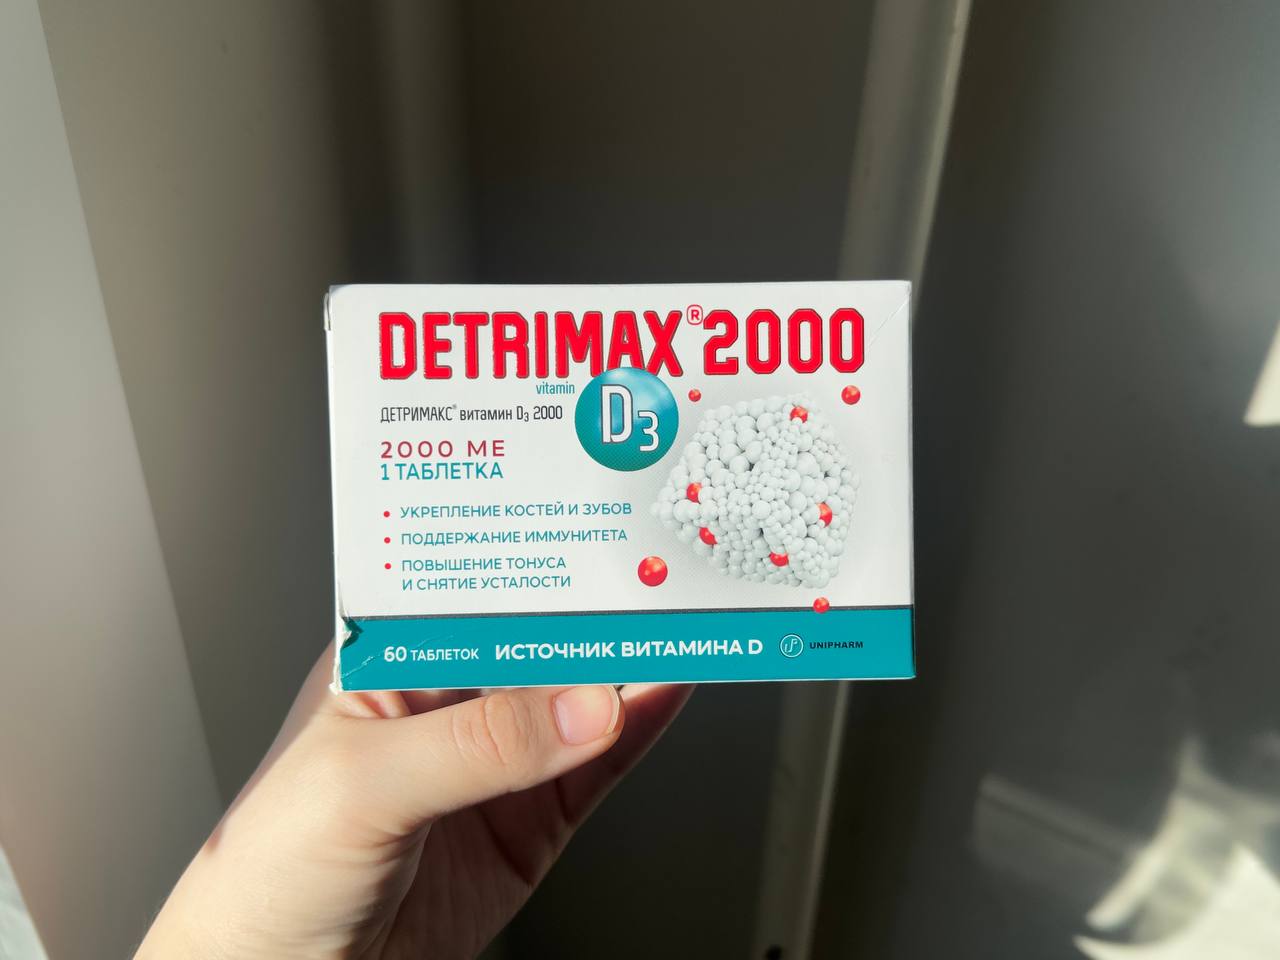 DETRIMAX® 2000
vitamin
D3
ДЕТРИМАКС® витамин D3 2000
2000 МЕ
1 ТАБЛЕТКА
• УКРЕПЛЕНИЕ КОСТЕЙ И ЗУБОВ
• ПОДДЕРЖАНИЕ ИММУНИТЕТА
• ПОВЫШЕНИЕ ТОНУСА
И СНЯТИЕ УСТАЛОСТИ
60 ТАБЛЕТОК ИСТОЧНИК ВИТАМИНА D UNIPHARM